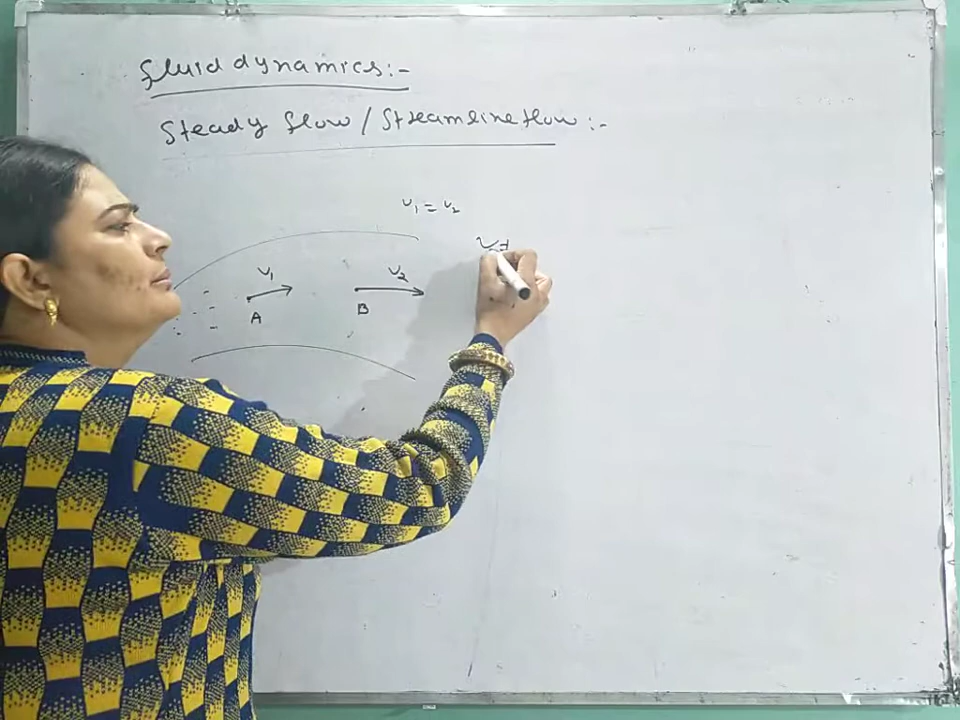 Fluid dynamics:-
Steady flow / Streamline flow :-
v₁ = v₂
v₁ v₂
A B